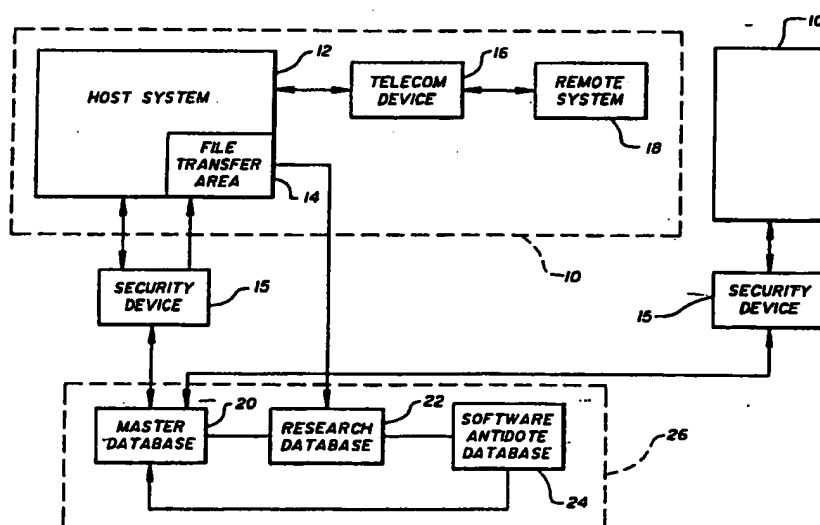 10
12
HOST SYSTEM
16
TELECOM
DEVICE
REMOTE
SYSTEM
18
FILE
TRANSFER
AREA
14
10
SECURITY
DEVICE
15
SECURITY
DEVICE
15
MASTER
DATABASE
20
RESEARCH
DATABASE
22
SOFTWARE
ANTIDOTE
DATABASE
24
26